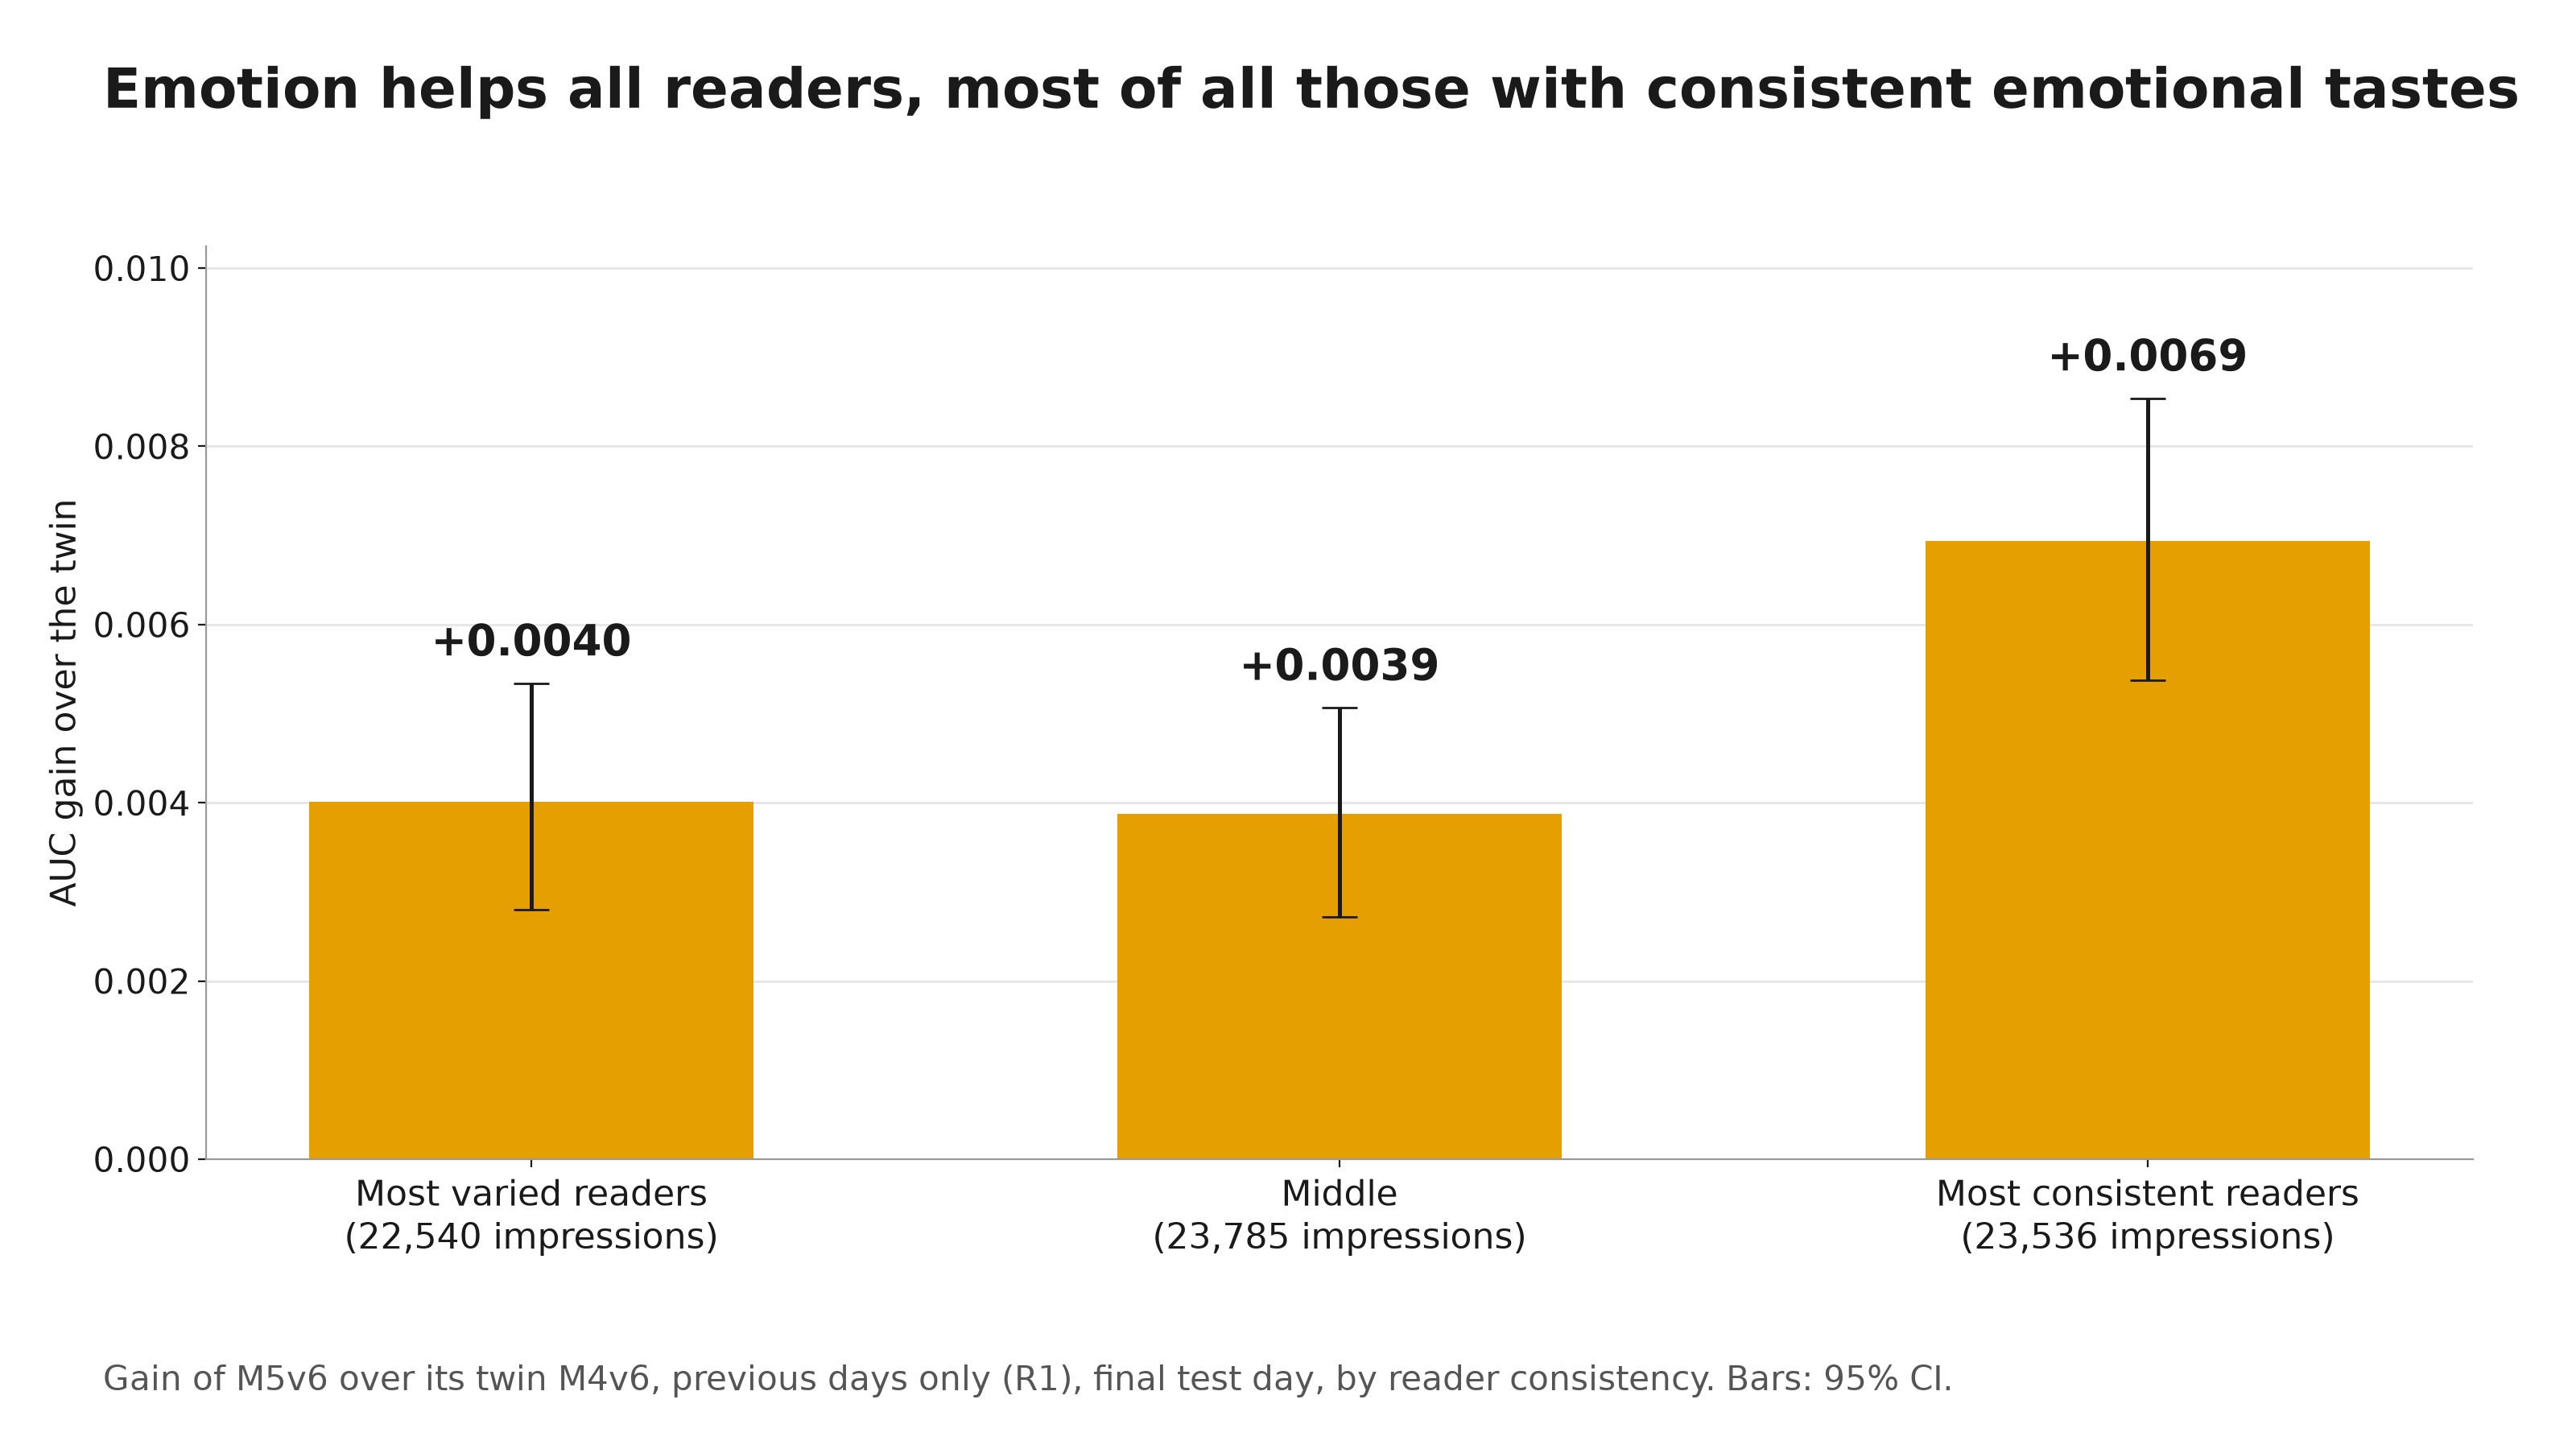 Emotion helps all readers, most of all those with consistent emotional tastes
AUC gain over the twin
0.010
0.008
0.006
0.004
0.002
0.000
+0.0040
+0.0039
+0.0069
Most varied readers
(22,540 impressions)
Middle
(23,785 impressions)
Most consistent readers
(23,536 impressions)
Gain of M5v6 over its twin M4v6, previous days only (R1), final test day, by reader consistency. Bars: 95% CI.